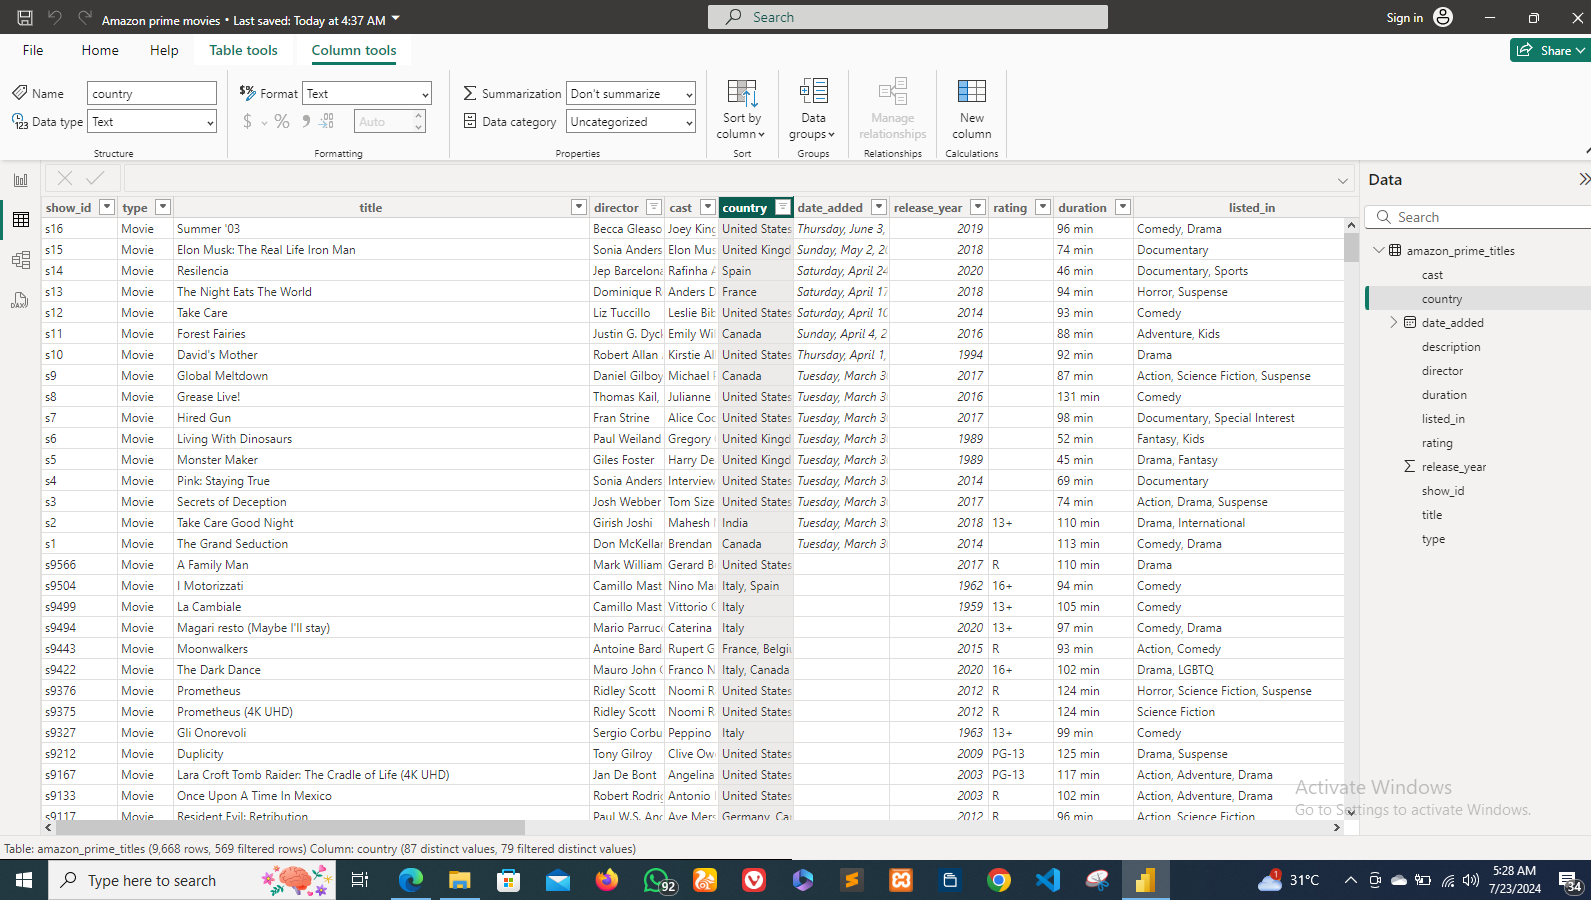 Amazon prime movies • Last saved: Today at 4:37 AM
Search
Sign in
File
Home
Help
Table tools
Column tools
Share
Name
country
Data type
Text
Structure
$% Format
Text
$ % 9
Auto
Formatting
Summarization
Don't summarize
Data category
Uncategorized
Properties
Sort by column
Sort
Data groups
Groups
Manage relationships
Relationships
New column
Calculations
show_id type title director cast country date_added release_year rating duration listed_in
s16 Movie Summer '03 Becca Gleaso Joey King United States Thursday, June 3, 2019 96 min Comedy, Drama
s15 Movie Elon Musk: The Real Life Iron Man Sonia Anders Elon Mus United Kingd Sunday, May 2, 20 2018 74 min Documentary
s14 Movie Resilencia Jep Barcelona Rafinha Spain Saturday, April 24 2020 46 min Documentary, Sports
s13 Movie The Night Eats The World Dominique R Anders D France Saturday, April 17 2018 94 min Horror, Suspense
s12 Movie Take Care Liz Tuccillo Leslie Bib United States Saturday, April 10 2014 93 min Comedy
s11 Movie Forest Fairies Justin G. Dyck Emily Wi Canada Sunday, April 4, 2 2016 88 min Adventure, Kids
s10 Movie David's Mother Robert Allan Kirstie Al United States Thursday, April 1, 1994 92 min Drama
s9 Movie Global Meltdown Daniel Gilboy Michael Canada Tuesday, March 3 2017 87 min Action, Science Fiction, Suspense
s8 Movie Grease Live! Thomas Kail, Julianne United States Tuesday, March 3 2016 131 min Comedy
s7 Movie Hired Gun Fran Strine Alice Coo United States Tuesday, March 3 2017 98 min Documentary, Special Interest
s6 Movie Living With Dinosaurs Paul Weiland Gregory United Kingd Tuesday, March 3 1989 52 min Fantasy, Kids
s5 Movie Monster Maker Giles Foster Harry De United Kingd Tuesday, March 3 1989 45 min Drama, Fantasy
s4 Movie Pink: Staying True Sonia Anders Interview United States Tuesday, March 3 2014 69 min Documentary
s3 Movie Secrets of Deception Josh Webber Tom Size United States Tuesday, March 3 2017 74 min Action, Drama, Suspense
s2 Movie Take Care Good Night Girish Joshi Mahesh India Tuesday, March 3 2018 13+ 110 min Drama, International
s1 Movie The Grand Seduction Don McKellar Brendan Canada Tuesday, March 3 2014 113 min Comedy, Drama
s9566 Movie A Family Man Mark William Gerard B United States 2017 R 110 min Drama
s9504 Movie I Motorizzati Camillo Mast Nino Ma Italy, Spain 1962 16+ 94 min Comedy
s9499 Movie La Cambiale Camillo Mast Vittorio Italy 1959 13+ 105 min Comedy
s9494 Movie Magari resto (Maybe I'll stay) Mario Parruc Caterina Italy 2020 13+ 97 min Comedy, Drama
s9443 Movie Moonwalkers Antoine Bard Rupert G France, Belgi 2015 R 93 min Action, Comedy
s9422 Movie The Dark Dance Mauro John Franco N Italy, Canada 2020 16+ 102 min Drama, LGBTQ
s9376 Movie Prometheus Ridley Scott Noomi R United States 2012 R 124 min Horror, Science Fiction, Suspense
s9375 Movie Prometheus (4K UHD) Ridley Scott Noomi R United States 2012 R 124 min Science Fiction
s9327 Movie Gli Onorevoli Sergio Corbu Peppino Italy 1963 13+ 99 min Comedy
s9212 Movie Duplicity Tony Gilroy Clive Ow United States 2009 PG-13 125 min Drama, Suspense
s9167 Movie Lara Croft Tomb Raider: The Cradle of Life (4K UHD) Jan De Bont Angelina United States 2003 PG-13 117 min Action, Adventure, Drama
s9133 Movie Once Upon A Time In Mexico Robert Rodri Antonio United States 2003 R 102 min Action, Adventure, Drama
s9117 Movie Resident Evil: Retribution Paul W.S. And Germany, Ca 2012 R 96 min Action, Science Fiction
Data
Search
amazon_prime_titles
cast
country
date_added
description
director
duration
listed_in
rating
release_year
show_id
title
type
Activate Windows
Go to Settings to activate Windows.
Table: amazon_prime_titles (9,668 rows, 569 filtered rows) Column: country (87 distinct values, 79 filtered distinct values)
Type here to search
92
1
31°C
5:28 AM
7/23/2024
34